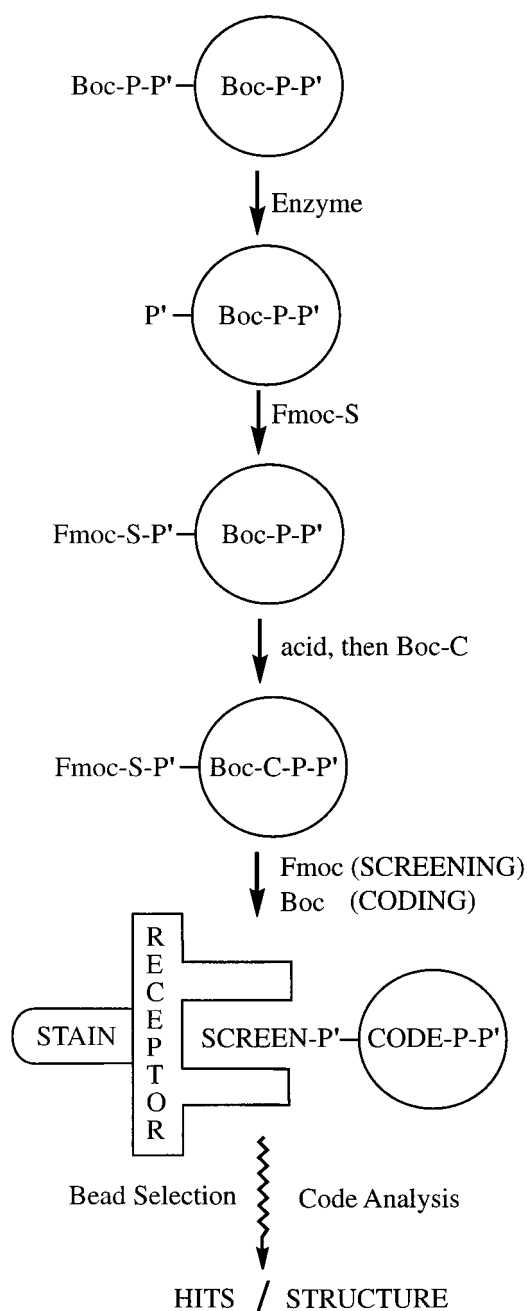 Boc-P-P' Boc-P-P'
Enzyme
P' Boc-P-P'
Fmoc-S
Fmoc-S-P' Boc-P-P'
acid, then Boc-C
Fmoc-S-P' Boc-C-P-P'
Fmoc (SCREENING)
Boc (CODING)
RECEPTOR
STAIN
SCREEN-P' CODE-P-P'
Bead Selection Code Analysis
HITS / STRUCTURE